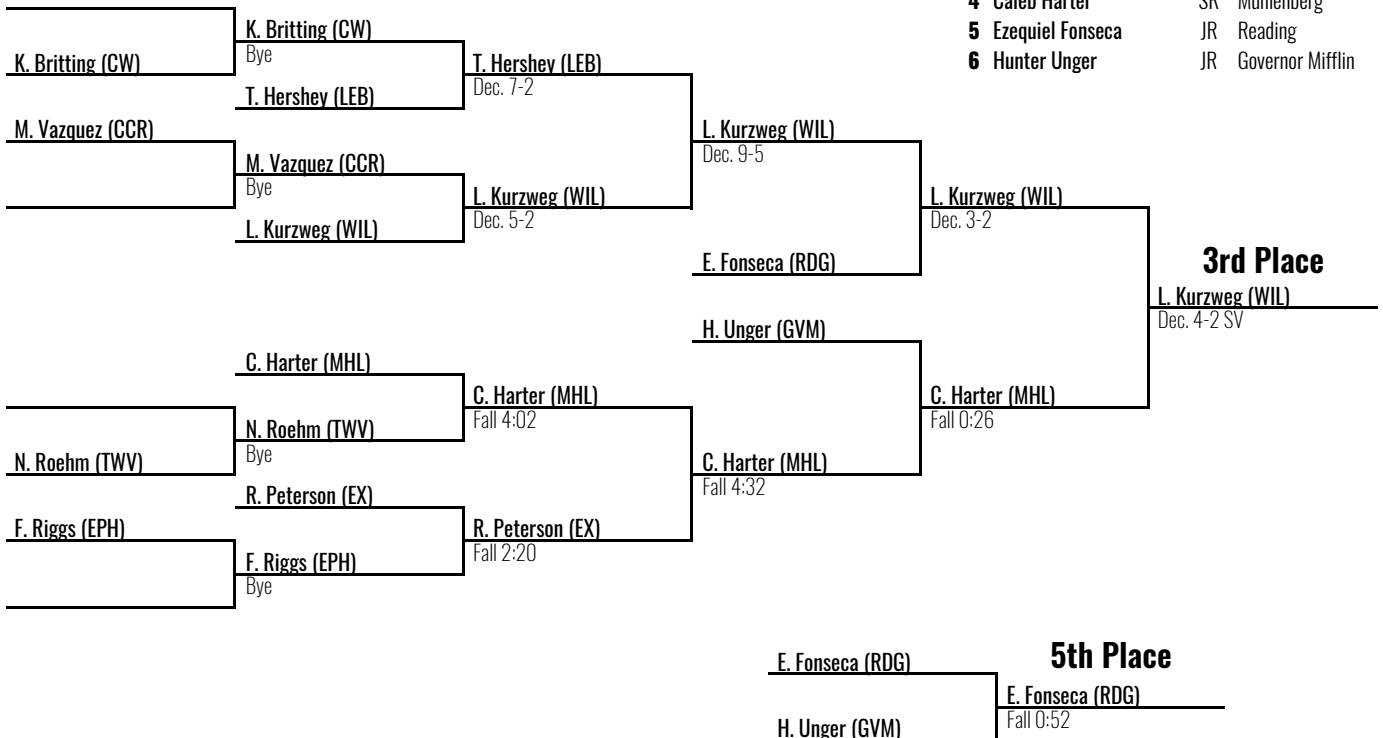 4 Caleb Harter SR Muhlenberg
K. Britting (CW)
5 Ezequiel Fonseca JR Reading
Bye
K. Britting (CW)
T. Hershey (LEB)
6 Hunter Unger JR Governor Mifflin
Dec. 7-2
T. Hershey (LEB)
M. Vazquez (CCR)
L. Kurzweg (WIL)
Dec. 9-5
M. Vazquez (CCR)
Bye
L. Kurzweg (WIL)
L. Kurzweg (WIL)
Dec. 5-2
Dec. 3-2
L. Kurzweg (WIL)
E. Fonseca (RDG)
3rd Place
L. Kurzweg (WIL)
Dec. 4-2 SV
H. Unger (GVM)
C. Harter (MHL)
C. Harter (MHL)
C. Harter (MHL)
Fall 4:02
Fall 0:26
N. Roehm (TWV)
Bye
N. Roehm (TWV)
C. Harter (MHL)
Fall 4:32
R. Peterson (EX)
F. Riggs (EPH)
R. Peterson (EX)
Fall 2:20
F. Riggs (EPH)
Bye
5th Place
E. Fonseca (RDG)
E. Fonseca (RDG)
Fall 0:52
H. Unger (GVM)